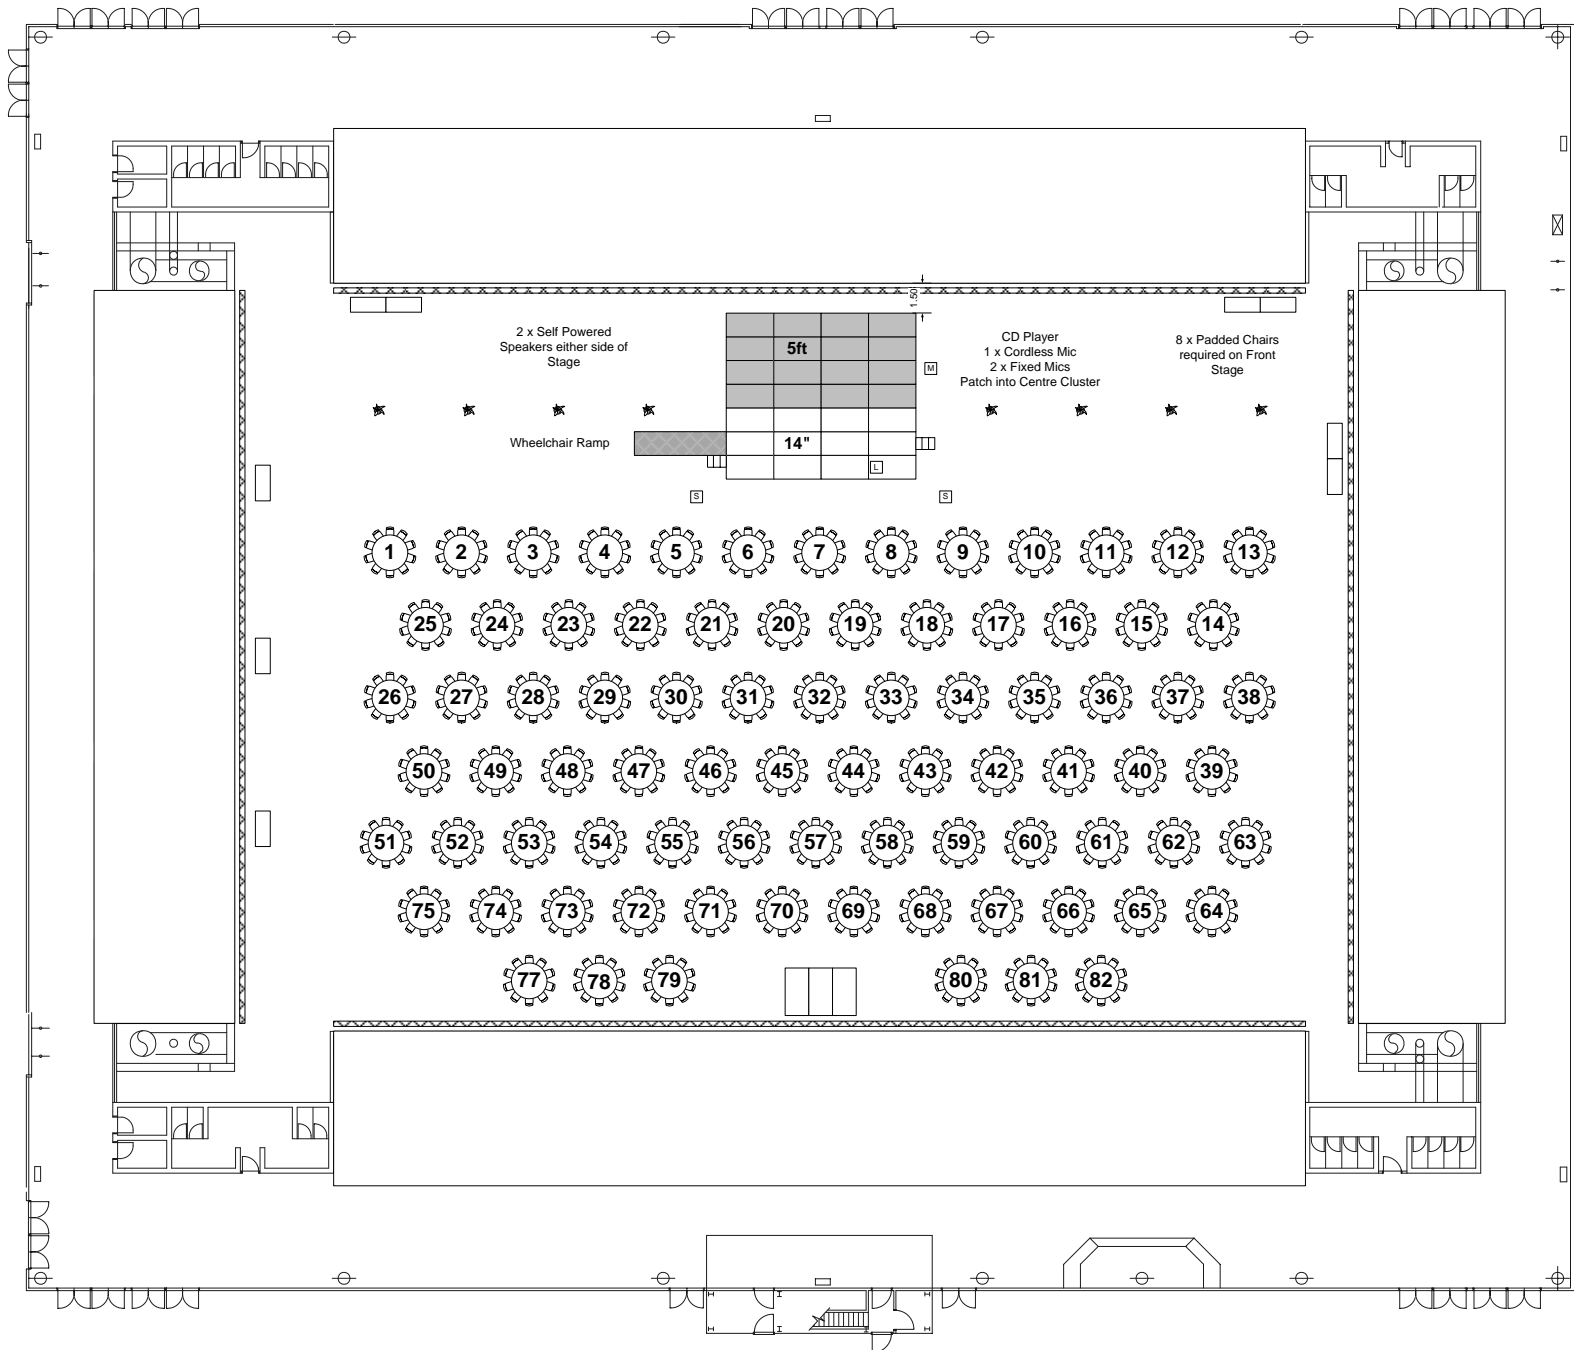 1.50
2 x Self Powered
Speakers either side of
Stage
5ft
CD Player
1 x Cordless Mic
2 x Fixed Mics
Patch into Centre Cluster
8 x Padded Chairs
required on Front
Stage
M
Wheelchair Ramp
14"
L
S S
1 2 3 4 5 6 7 8 9 10 11 12 13
25 24 23 22 21 20 19 18 17 16 15 14
26 27 28 29 30 31 32 33 34 35 36 37 38
50 49 48 47 46 45 44 43 42 41 40 39
51 52 53 54 55 56 57 58 59 60 61 62 63
75 74 73 72 71 70 69 68 67 66 65 64
77 78 79 80 81 82